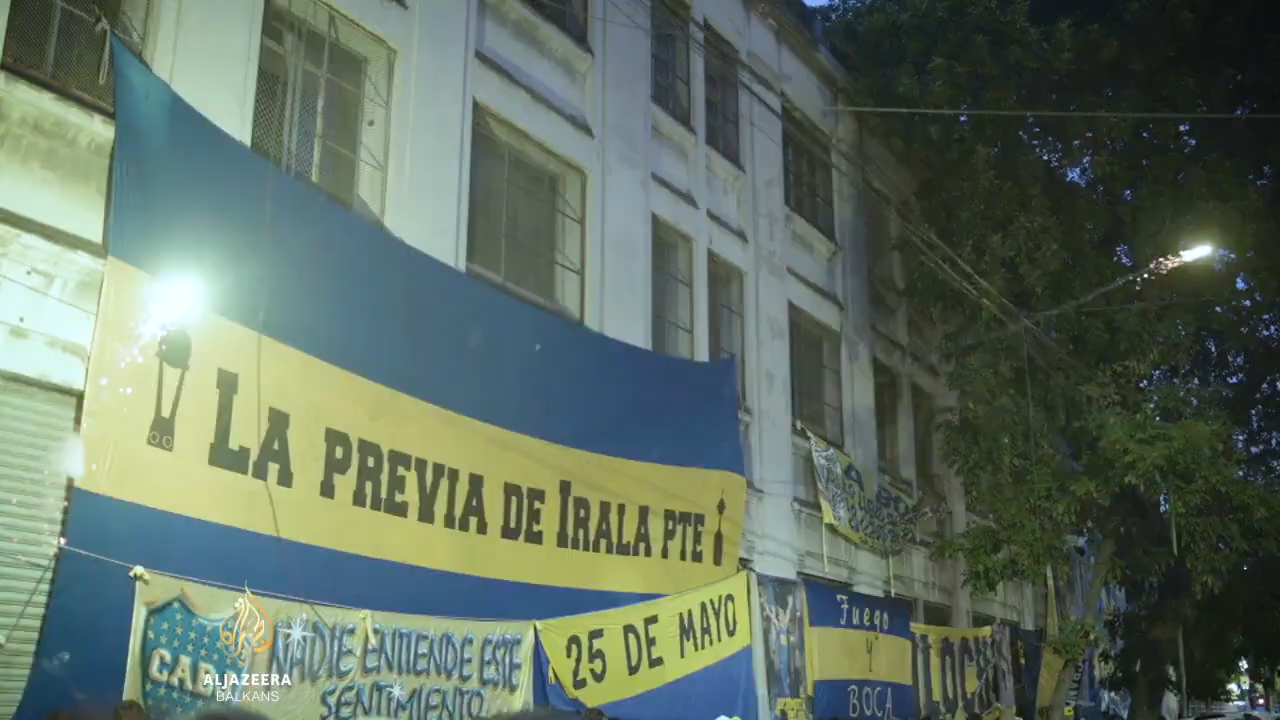 LA PREVIA DE IRALA PTE
25 DE MAYO
NADIE ENTIENDE ESTE
SENTIMIENTO
CABJ
Fuego
Y
BOCA
ALJAZEERA
BALKANS